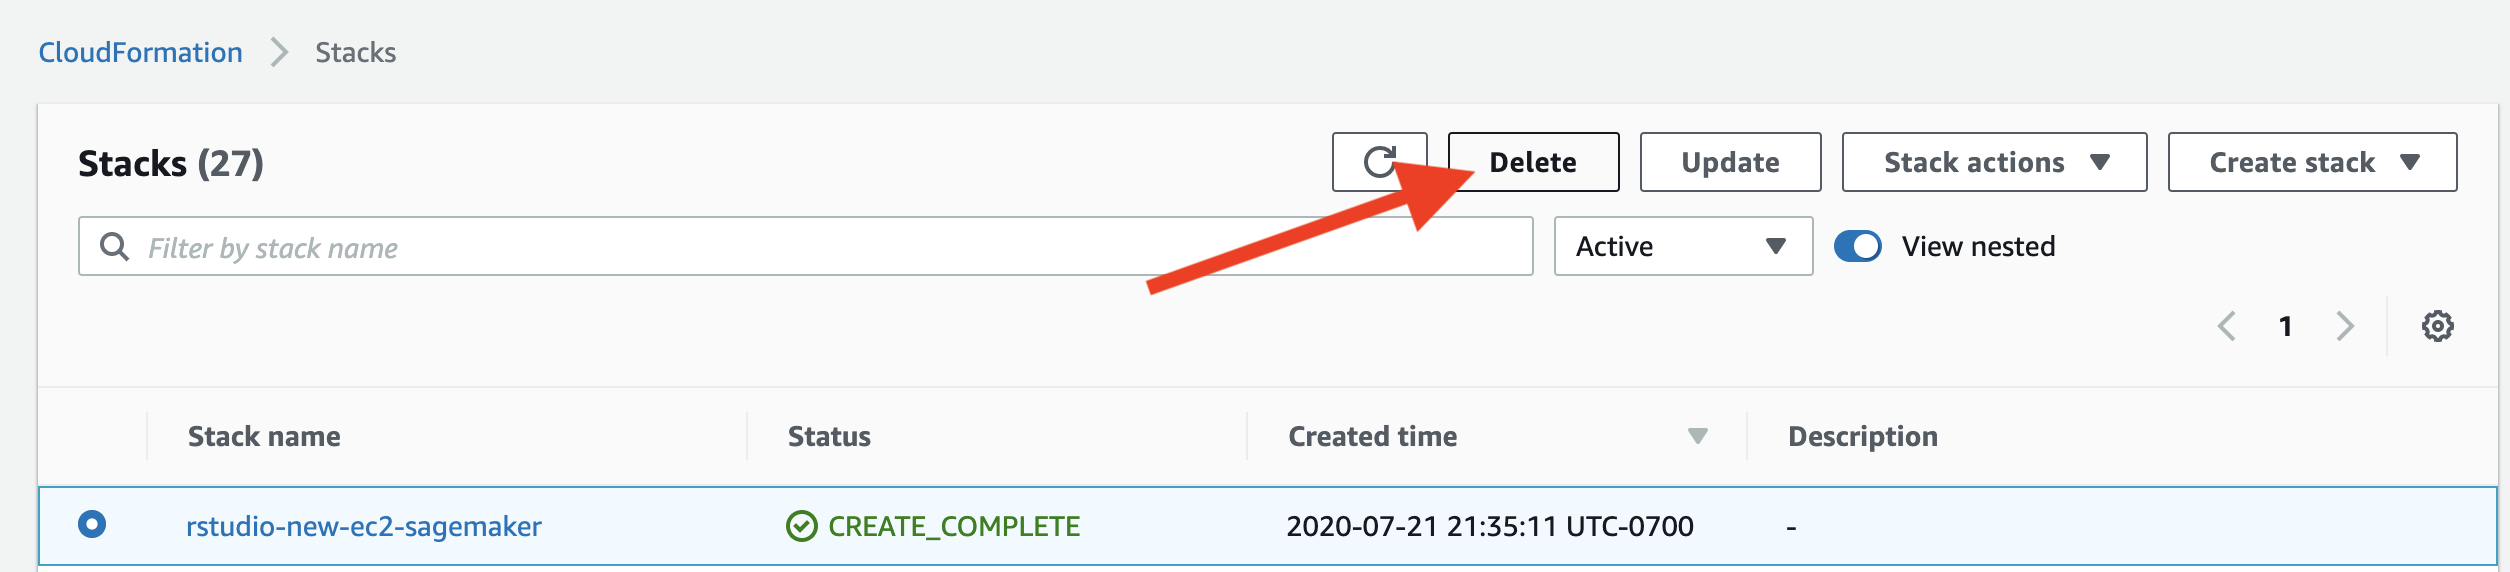 CloudFormation Stacks
Stacks (27)
Delete
Update
Stack actions
Create stack
Filter by stack name
Active
View nested
1
Stack name Status Created time Description
rstudio-new-ec2-sagemaker CREATE_COMPLETE 2020-07-21 21:35:11 UTC-0700 -